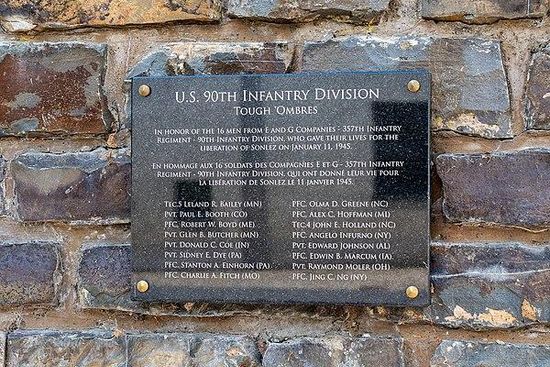 U.S. 90th Infantry Division
Tough 'Ombres
In honor of the 16 men from E and G Companies - 357th Infantry
Regiment - 90th Infantry Division, who gave their lives for the
liberation of Sonlez on January 11, 1945.
En hommage aux 16 soldats des Compagnies E et G - 357th Infantry
Regiment - 90th Infantry Division, qui ont donné leur vie pour
la libération de Sonlez le 11 janvier 1945.
Tec.5 Leland R. Bailey (MN)
Pvt. Paul E. Booth (CO)
PFC. Robert W. Boyd (ME)
Pvt. Glen B. Butcher (MN)
Pvt. Donald C. Coe (IN)
Pvt. Sidney E. Dye (PA)
PFC. Stanton A. Einhorn (PA)
PFC. Charlie A. Fitch (MO)
PFC. Olma D. Greene (NC)
PFC. Alex C. Hoffman (MI)
Tec.4 John E. Holland (NC)
PFC. Angelo Infurno (NY)
Pvt. Edward Johnson (AL)
PFC. Edwin B. Marcum (IA)
Pvt. Raymond Moler (OH)
PFC. Jing C. Ng (NY)